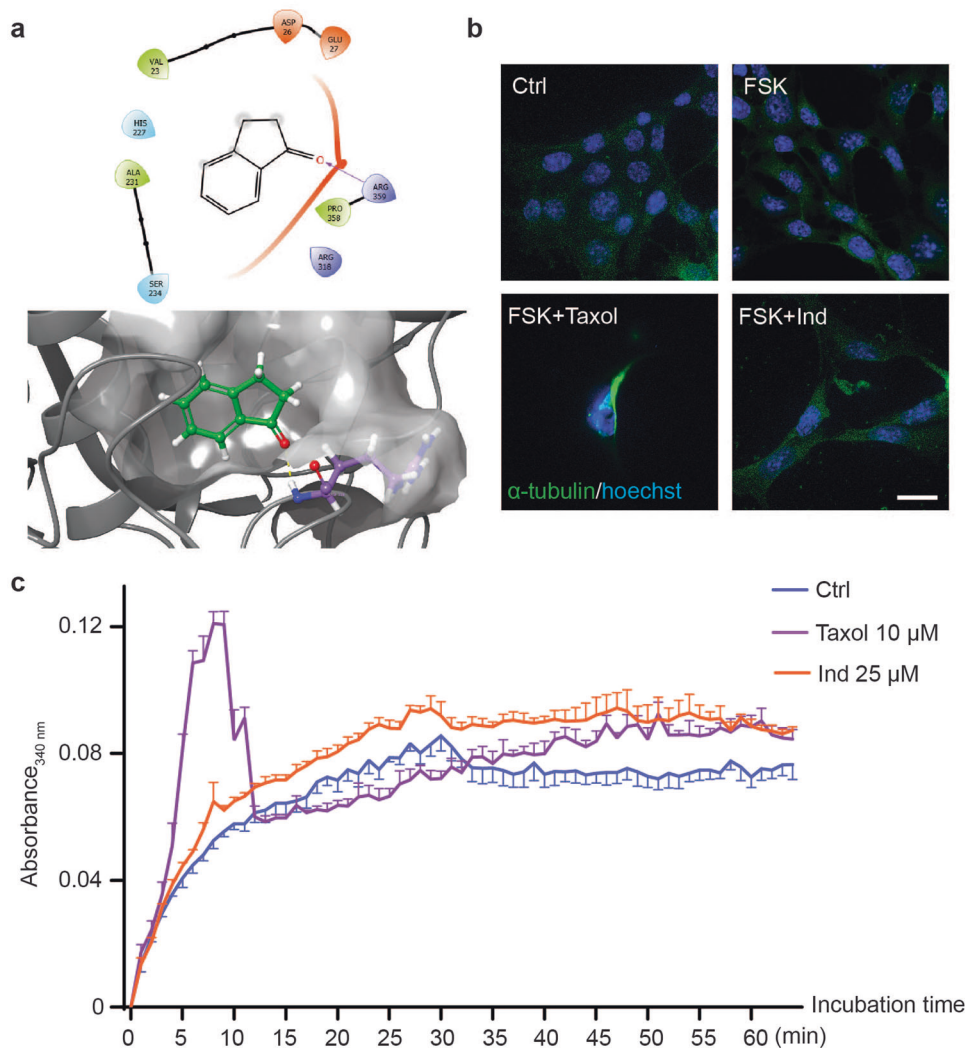 a
ASP
26
GLU
27
VAL
23
HIS
227
ALA
231
O
ARG
359
PRO
358
ARG
318
SER
234
b
Ctrl
FSK
FSK+Taxol
FSK+Ind
α-tubulin/hoechst
c
Ctrl
Taxol 10 µM
Ind 25 µM
Absorbance340 nm
0.12
0.08
0.04
0
0 5 10 15 20 25 30 35 40 45 50 55 60 (min)
Incubation time